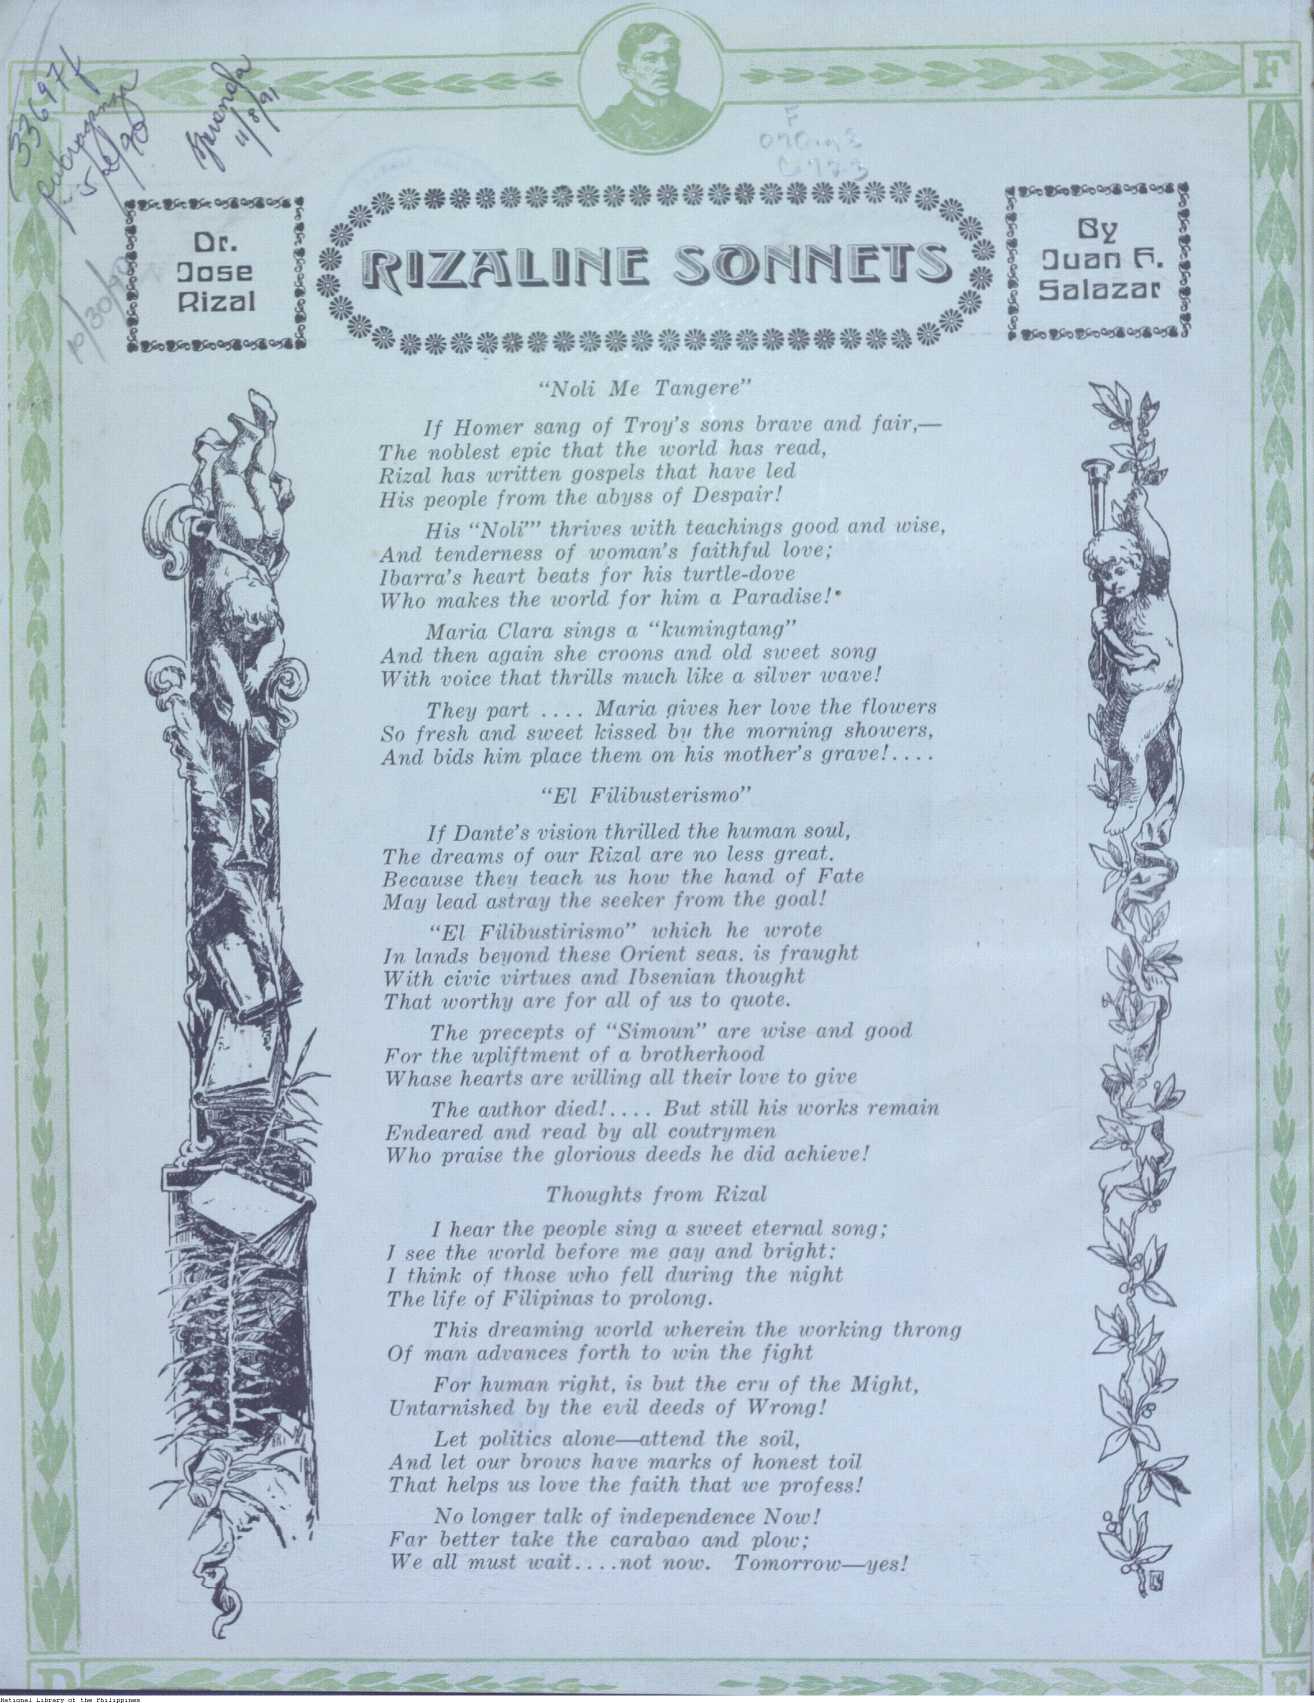 33697f
5/2/90
11/8/91
10/30/90
F
Dr.
Jose
Rizal
RIZALINE SONNETS
By
Juan F.
Salazar
"Noli Me Tangere"
If Homer sang of Troy's sons brave and fair,—
The noblest epic that the world has read,
Rizal has written gospels that have led
His people from the abyss of Despair!
His "Noli'" thrives with teachings good and wise,
And tenderness of woman's faithful love;
Ibarra's heart beats for his turtle-dove
Who makes the world for him a Paradise!
Maria Clara sings a "kumingtang"
And then again she croons and old sweet song
With voice that thrills much like a silver wave!
They part .... Maria gives her love the flowers
So fresh and sweet kissed by the morning showers,
And bids him place them on his mother's grave!....
"El Filibusterismo"
If Dante's vision thrilled the human soul,
The dreams of our Rizal are no less great.
Because they teach us how the hand of Fate
May lead astray the seeker from the goal!
"El Filibustirismo" which he wrote
In lands beyond these Orient seas. is fraught
With civic virtues and Ibsenian thought
That worthy are for all of us to quote.
The precepts of "Simoun" are wise and good
For the upliftment of a brotherhood
Whase hearts are willing all their love to give
The author died!.... But still his works remain
Endeared and read by all coutrymen
Who praise the glorious deeds he did achieve!
Thoughts from Rizal
I hear the people sing a sweet eternal song;
I see the world before me gay and bright;
I think of those who fell during the night
The life of Filipinas to prolong.
This dreaming world wherein the working throng
Of man advances forth to win the fight
For human right, is but the cry of the Might,
Untarnished by the evil deeds of Wrong!
Let politics alone—attend the soil,
And let our brows have marks of honest toil
That helps us love the faith that we profess!
No longer talk of independence Now!
Far better take the carabao and plow;
We all must wait....not now. Tomorrow—yes!
National Library of the Philippines